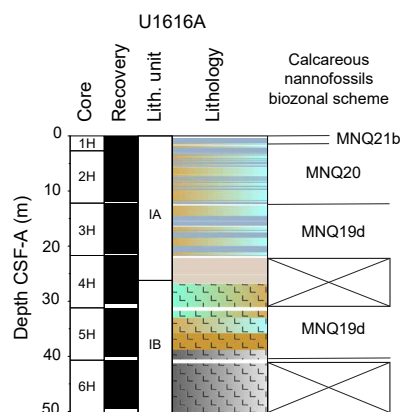 U1616A
Core
Recovery
Lith. unit
Lithology
Calcareous
nannofossils
biozonal scheme
Depth CSF-A (m)
0
10
20
30
40
50
1H
2H
3H
4H
5H
6H
IA
IB
MNQ21b
MNQ20
MNQ19d
MNQ19d